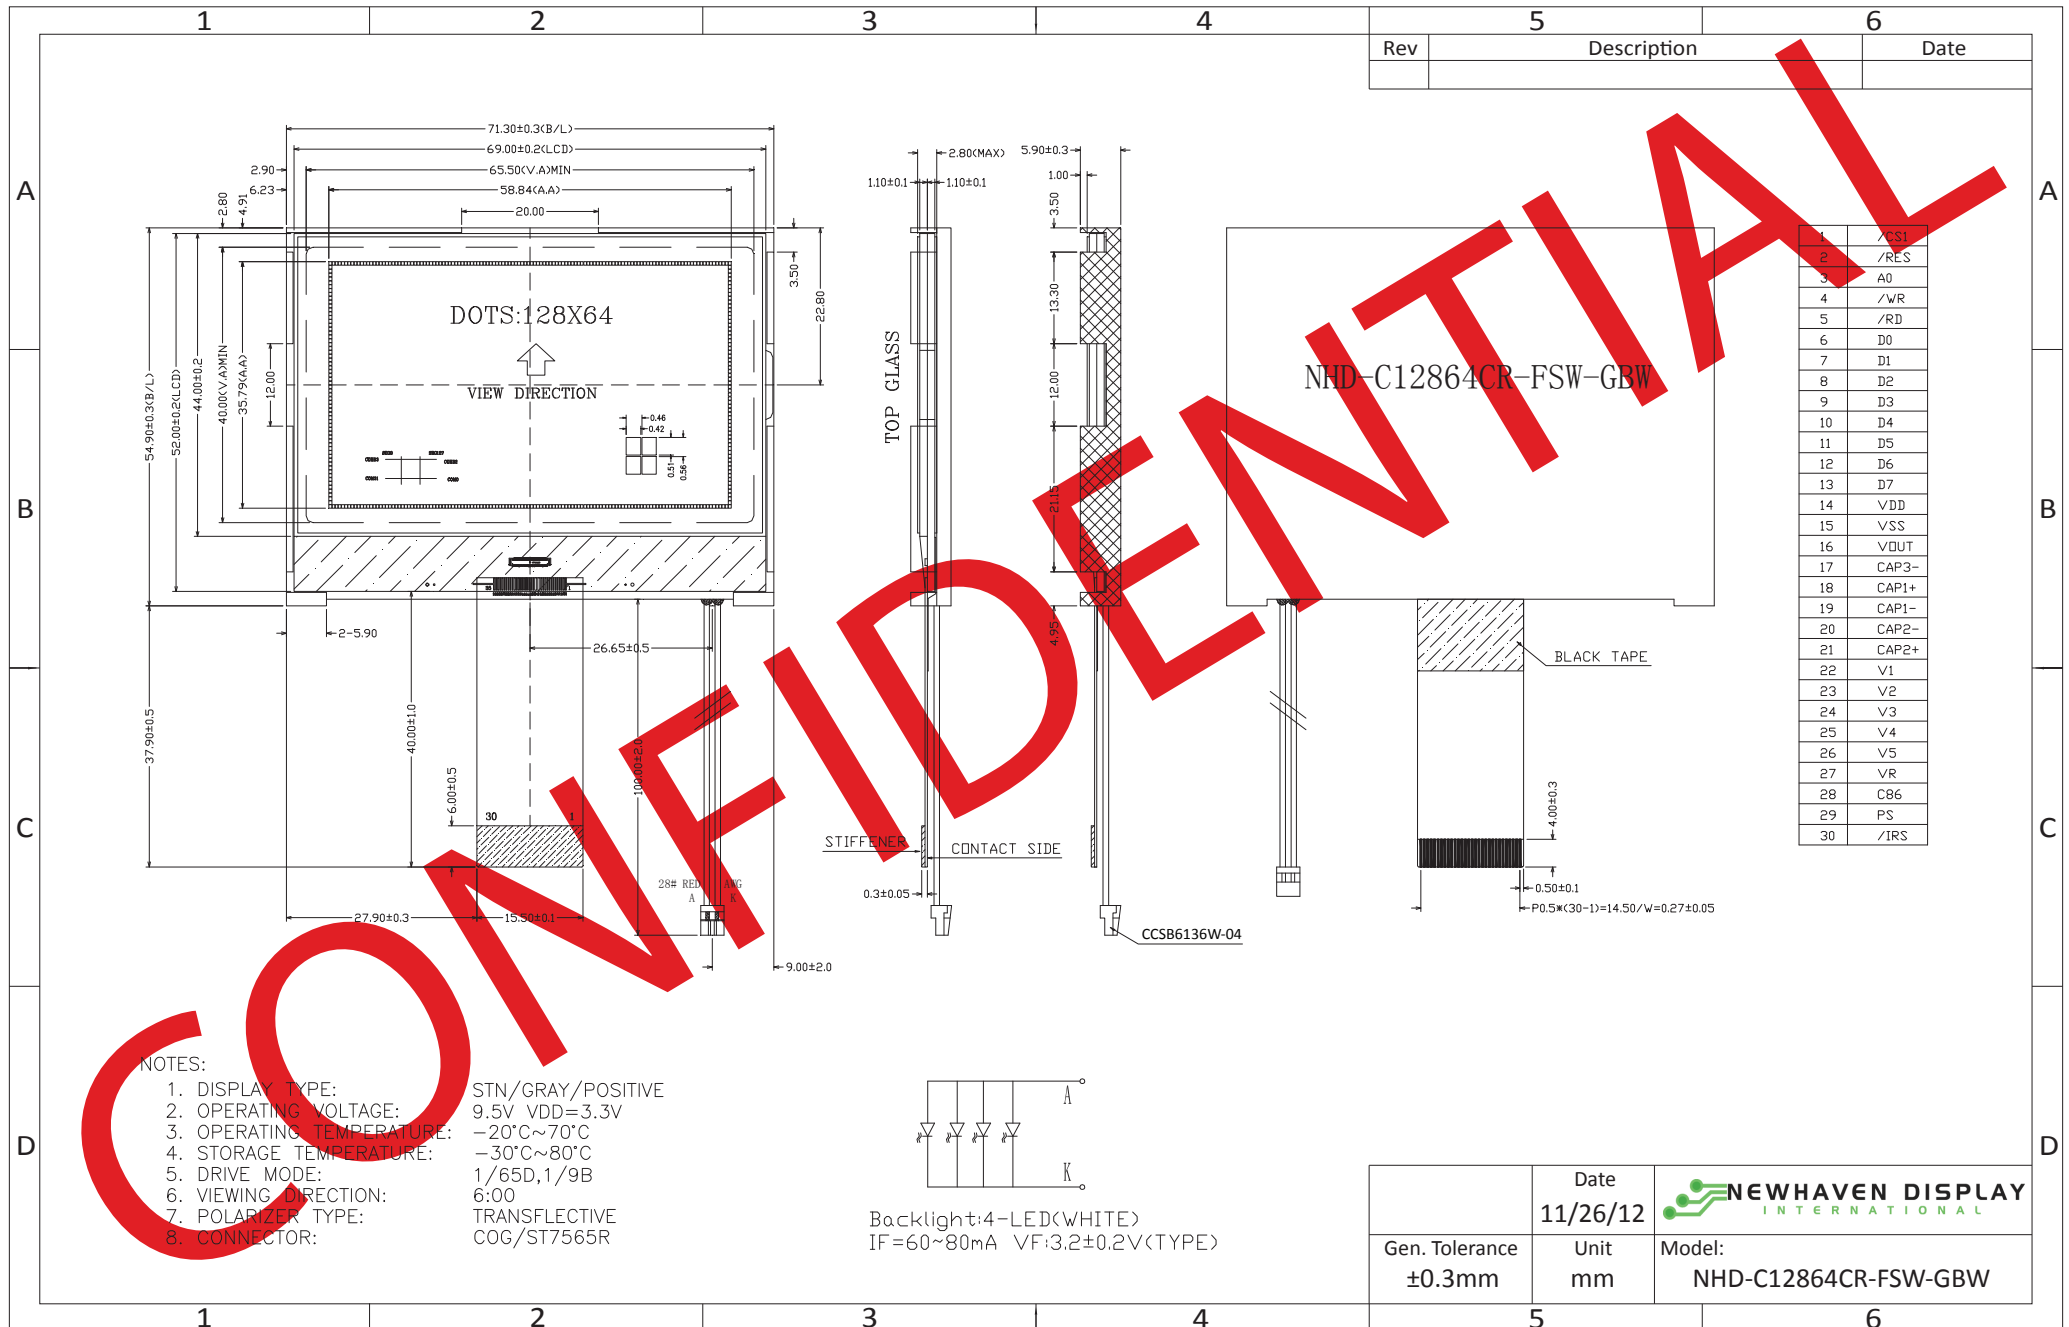 1 2 3 4 5 6
Rev Description Date
A
B
C
D
A
B
C
D
71.30±0.3(B/L)
69.00±0.2(LCD)
2.90
65.50(V.A)MIN
6.23
58.84(A.A)
20.00
2.80
4.91
54.90±0.3(B/L)
52.00±0.2(LCD)
44.00±0.2
40.00(V.A)MIN
35.79(A.A)
12.00
3.50
22.80
DOTS:128X64
VIEW DIRECTION
0.46
0.42
0.51
0.56
2-5.90
26.65±0.5
37.90±0.5
40.00±1.0
6.00±0.5
100.00±2.0
30 1
28# RED AWG
A K
27.90±0.3
15.50±0.1
9.00±2.0
2.80(MAX)
1.10±0.1
1.10±0.1
TOP GLASS
STIFFENER
CONTACT SIDE
0.3±0.05
5.90±0.3
1.00
3.50
13.30
12.00
21.15
4.95
CCSB6136W-04
NHD-C12864CR-FSW-GBW
BLACK TAPE
4.00±0.3
0.50±0.1
P0.5*(30-1)=14.50/W=0.27±0.05
1 /CS1
2 /RES
3 A0
4 /WR
5 /RD
6 D0
7 D1
8 D2
9 D3
10 D4
11 D5
12 D6
13 D7
14 VDD
15 VSS
16 VOUT
17 CAP3-
18 CAP1+
19 CAP1-
20 CAP2-
21 CAP2+
22 V1
23 V2
24 V3
25 V4
26 V5
27 VR
28 C86
29 PS
30 /IRS
CONFIDENTIAL
NOTES:
1. DISPLAY TYPE: STN/GRAY/POSITIVE
2. OPERATING VOLTAGE: 9.5V VDD=3.3V
3. OPERATING TEMPERATURE: -20°C~70°C
4. STORAGE TEMPERATURE: -30°C~80°C
5. DRIVE MODE: 1/65D,1/9B
6. VIEWING DIRECTION: 6:00
7. POLARIZER TYPE: TRANSFLECTIVE
8. CONNECTOR: COG/ST7565R
A
K
Backlight:4-LED(WHITE)
IF=60~80mA VF:3.2±0.2V(TYPE)
Date
11/26/12
NEWHAVEN DISPLAY
INTERNATIONAL
Gen. Tolerance
±0.3mm
Unit
mm
Model:
NHD-C12864CR-FSW-GBW
1 2 3 4 5 6